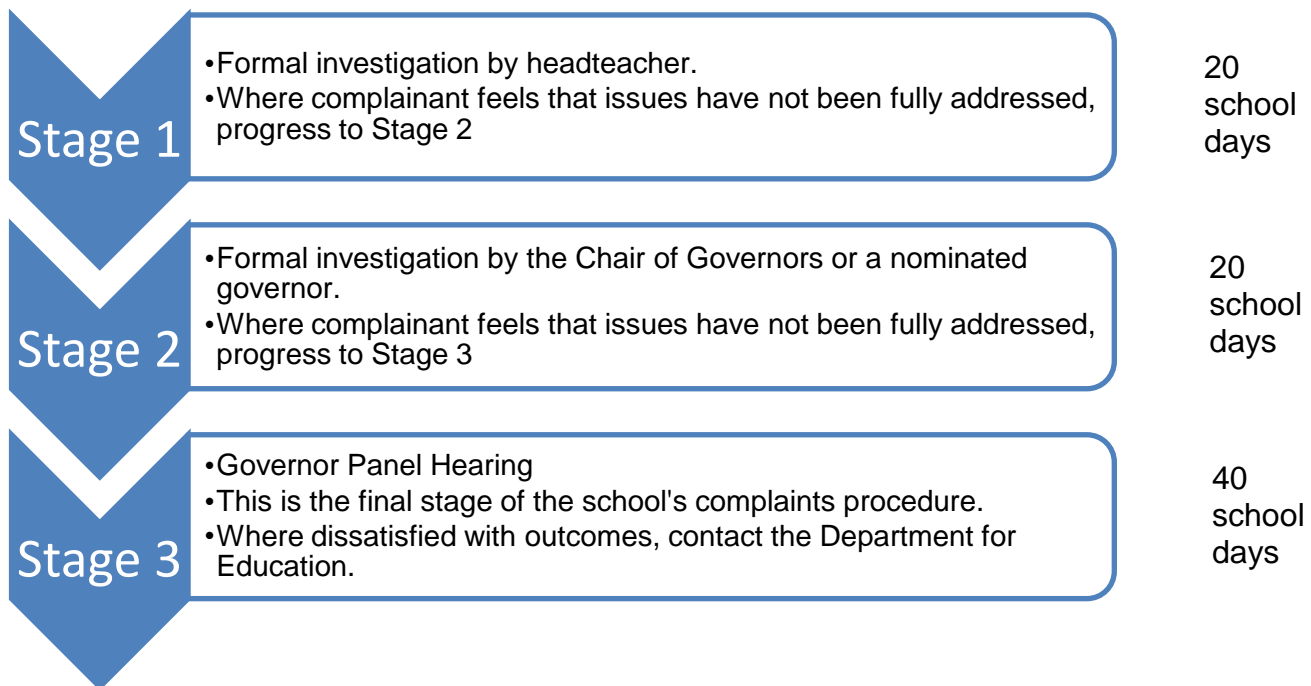 Stage 1
•Formal investigation by headteacher.
•Where complainant feels that issues have not been fully addressed,
progress to Stage 2
20
school
days
Stage 2
•Formal investigation by the Chair of Governors or a nominated
governor.
•Where complainant feels that issues have not been fully addressed,
progress to Stage 3
20
school
days
Stage 3
•Governor Panel Hearing
•This is the final stage of the school's complaints procedure.
•Where dissatisfied with outcomes, contact the Department for
Education.
40
school
days